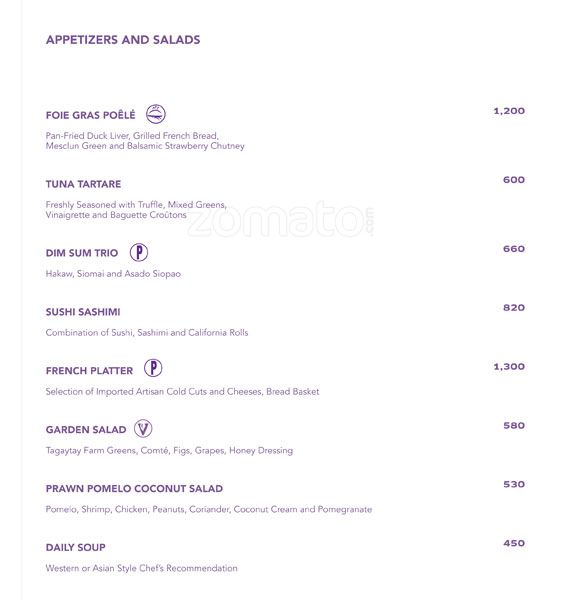 APPETIZERS AND SALADS
FOIE GRAS POÊLÉ 1,200
Pan-Fried Duck Liver, Grilled French Bread,
Mesclun Green and Balsamic Strawberry Chutney
TUNA TARTARE 600
Freshly Seasoned with Truffle, Mixed Greens,
Vinaigrette and Baguette Croûtons
zomato.com
DIM SUM TRIO P 660
Hakaw, Siomai and Asado Siopao
SUSHI SASHIMI 820
Combination of Sushi, Sashimi and California Rolls
FRENCH PLATTER P 1,300
Selection of Imported Artisan Cold Cuts and Cheeses, Bread Basket
GARDEN SALAD V 580
Tagaytay Farm Greens, Comté, Figs, Grapes, Honey Dressing
PRAWN POMELO COCONUT SALAD 530
Pomelo, Shrimp, Chicken, Peanuts, Coriander, Coconut Cream and Pomegranate
DAILY SOUP 450
Western or Asian Style Chef's Recommendation